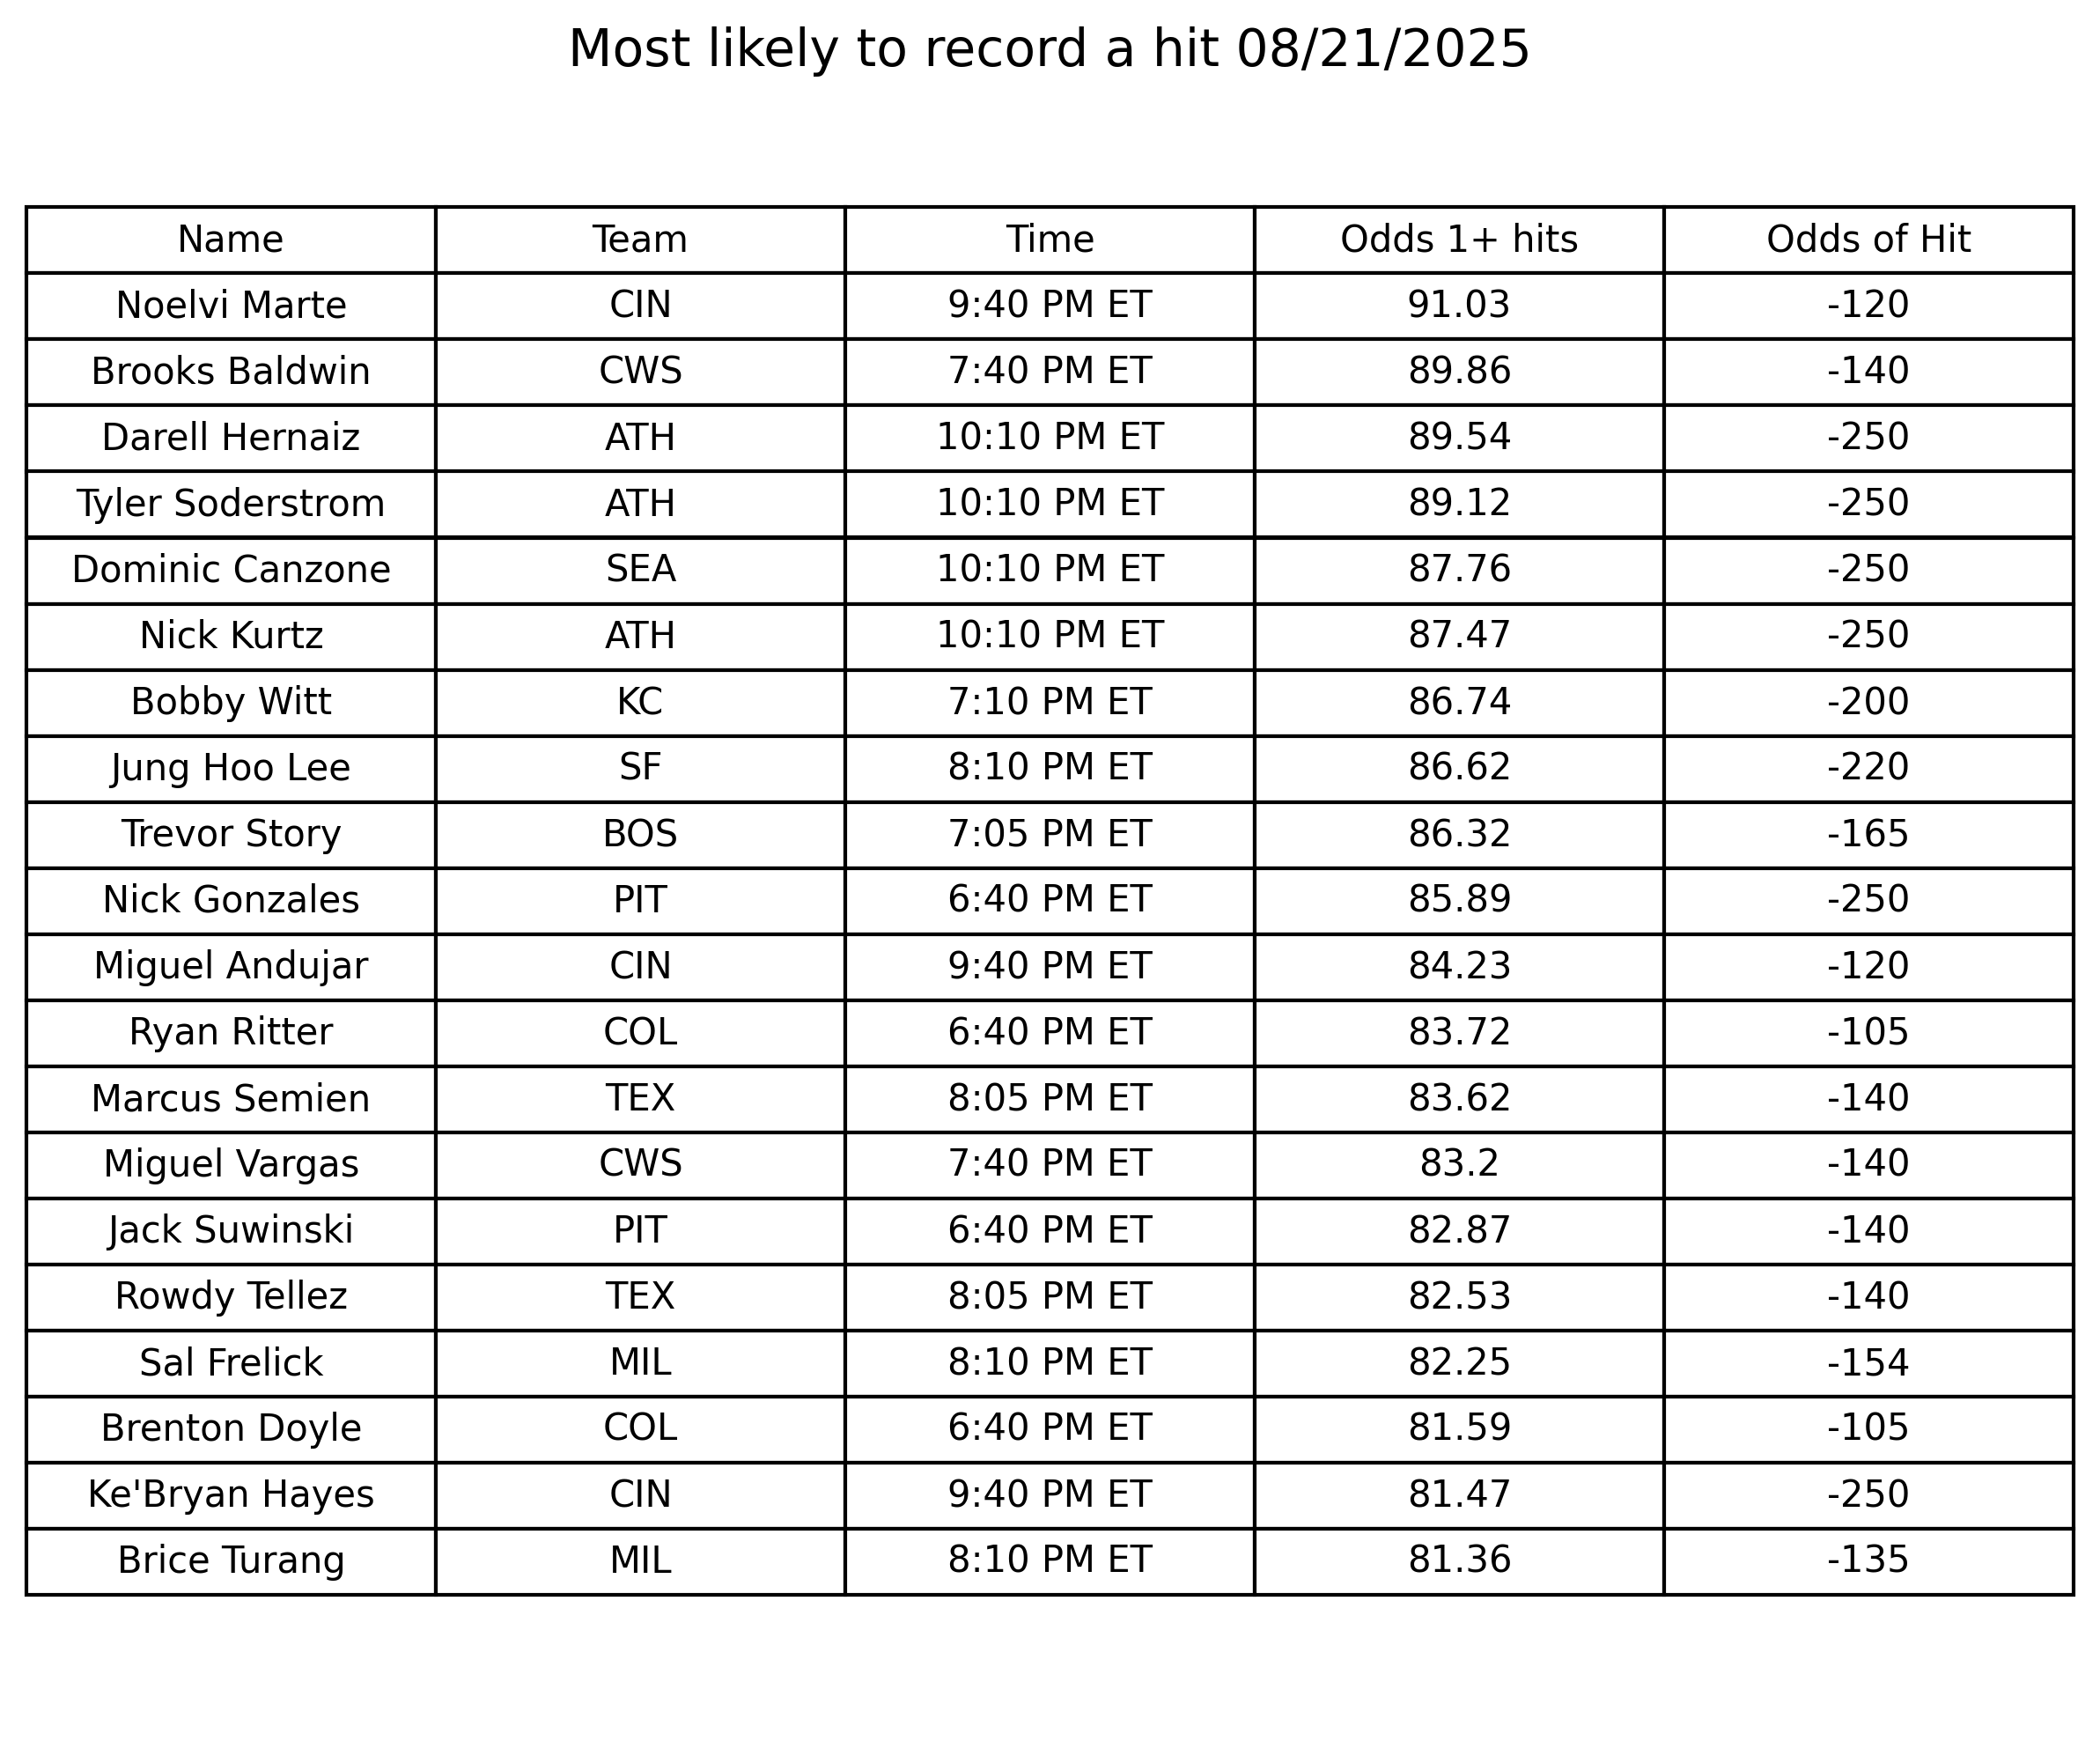 Most likely to record a hit 08/21/2025
Name Team Time Odds 1+ hits Odds of Hit
Noelvi Marte CIN 9:40 PM ET 91.03 -120
Brooks Baldwin CWS 7:40 PM ET 89.86 -140
Darell Hernaiz ATH 10:10 PM ET 89.54 -250
Tyler Soderstrom ATH 10:10 PM ET 89.12 -250
Dominic Canzone SEA 10:10 PM ET 87.76 -250
Nick Kurtz ATH 10:10 PM ET 87.47 -250
Bobby Witt KC 7:10 PM ET 86.74 -200
Jung Hoo Lee SF 8:10 PM ET 86.62 -220
Trevor Story BOS 7:05 PM ET 86.32 -165
Nick Gonzales PIT 6:40 PM ET 85.89 -250
Miguel Andujar CIN 9:40 PM ET 84.23 -120
Ryan Ritter COL 6:40 PM ET 83.72 -105
Marcus Semien TEX 8:05 PM ET 83.62 -140
Miguel Vargas CWS 7:40 PM ET 83.2 -140
Jack Suwinski PIT 6:40 PM ET 82.87 -140
Rowdy Tellez TEX 8:05 PM ET 82.53 -140
Sal Frelick MIL 8:10 PM ET 82.25 -154
Brenton Doyle COL 6:40 PM ET 81.59 -105
Ke'Bryan Hayes CIN 9:40 PM ET 81.47 -250
Brice Turang MIL 8:10 PM ET 81.36 -135